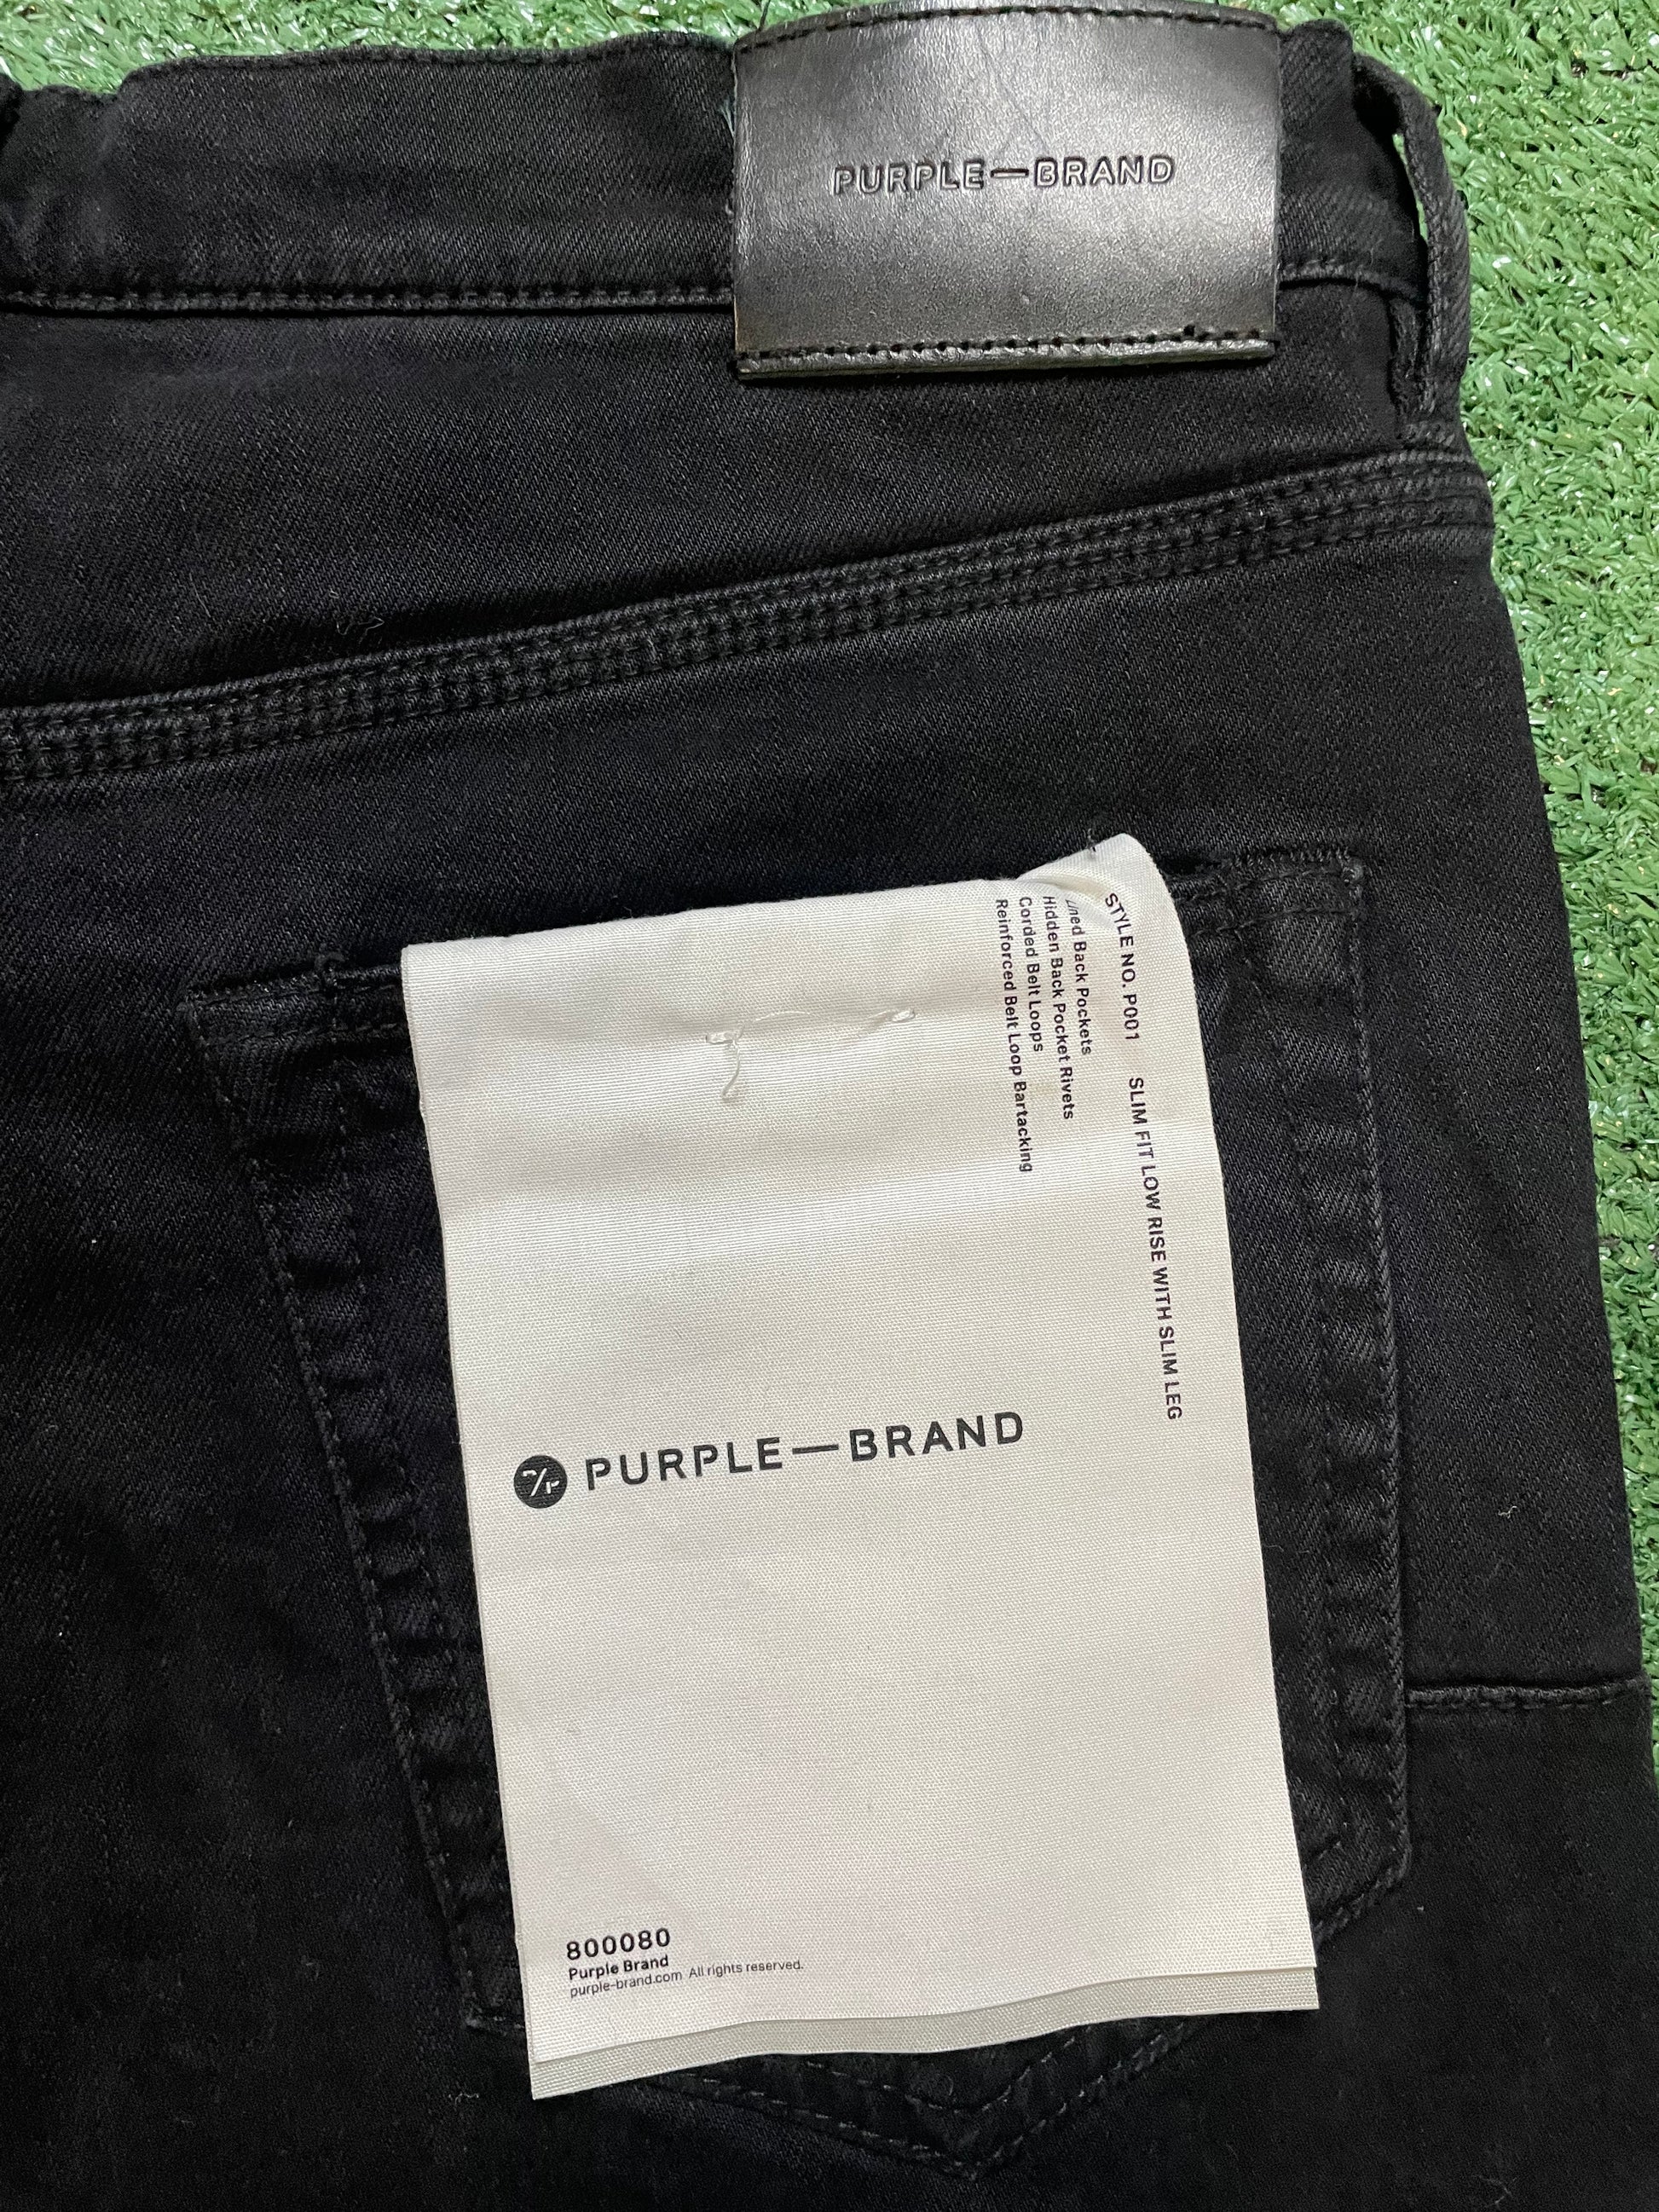 PURPLE—BRAND
STYLE NO. P001 SLIM FIT LOW RISE WITH SLIM LEG
Lined Back Pockets
Hidden Back Pocket Rivets
Corded Belt Loops
Reinforced Belt Loop Bartacking
PURPLE—BRAND
800080
Purple Brand
purple-brand.com All rights reserved.